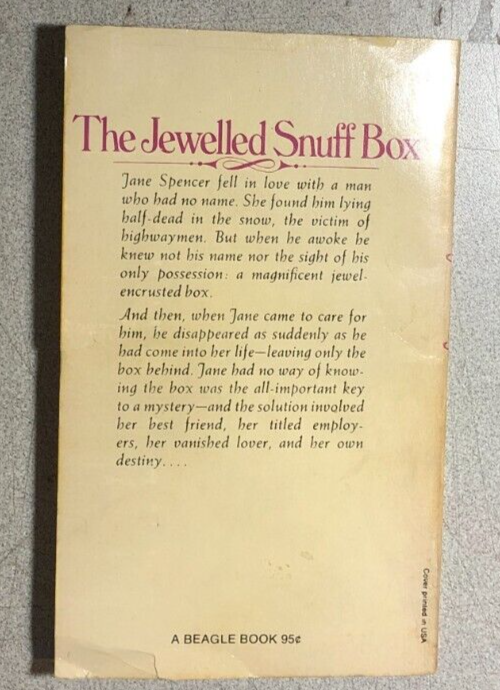 The Jewelled Snuff Box
Jane Spencer fell in love with a man
who had no name. She found him lying
half-dead in the snow, the victim of
highwaymen. But when he awoke he
knew not his name nor the sight of his
only possession: a magnificent jewel-
encrusted box.
And then, when Jane came to care for
him, he disappeared as suddenly as he
had come into her life—leaving only the
box behind. Jane had no way of know-
ing the box was the all-important key
to a mystery—and the solution involved
her best friend, her titled employ-
ers, her vanished lover, and her own
destiny....
Cover printed in USA
A BEAGLE BOOK 95¢